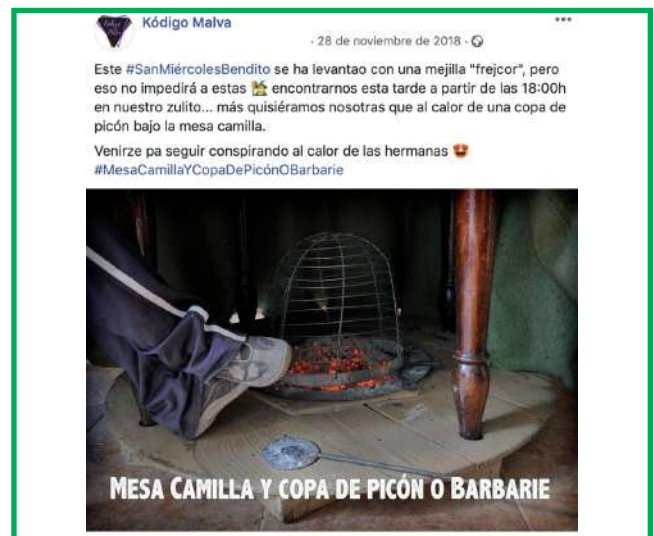 Kódigo Malva
· 28 de noviembre de 2018 ·
Este #SanMiércolesBendito se ha levantao con una mejilla "frejcor", pero
eso no impedirá a estas 🏡 encontrarnos esta tarde a partir de las 18:00h
en nuestro zulito... más quisiéramos nosotras que al calor de una copa de
picón bajo la mesa camilla.
Venirze pa seguir conspirando al calor de las hermanas 🤩
#MesaCamillaYCopaDePicónOBarbarie
MESA CAMILLA Y COPA DE PICÓN O BARBARIE